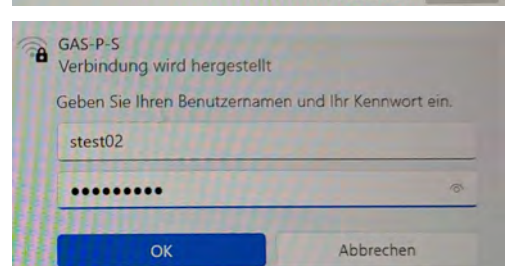 GAS-P-S
Verbindung wird hergestellt
Geben Sie Ihren Benutzernamen und Ihr Kennwort ein.
stest02
•••••••••
OK
Abbrechen